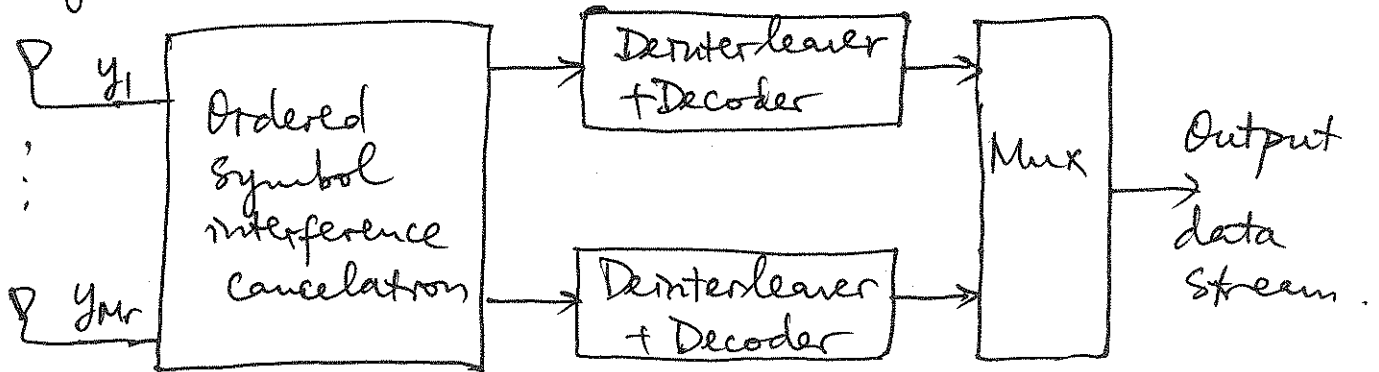 y1
yMr
Ordered
Symbol
interference
cancelation
Deinterleaver
+Decoder
Deinterleaver
+ Decoder
Mux
Output
data
stream.